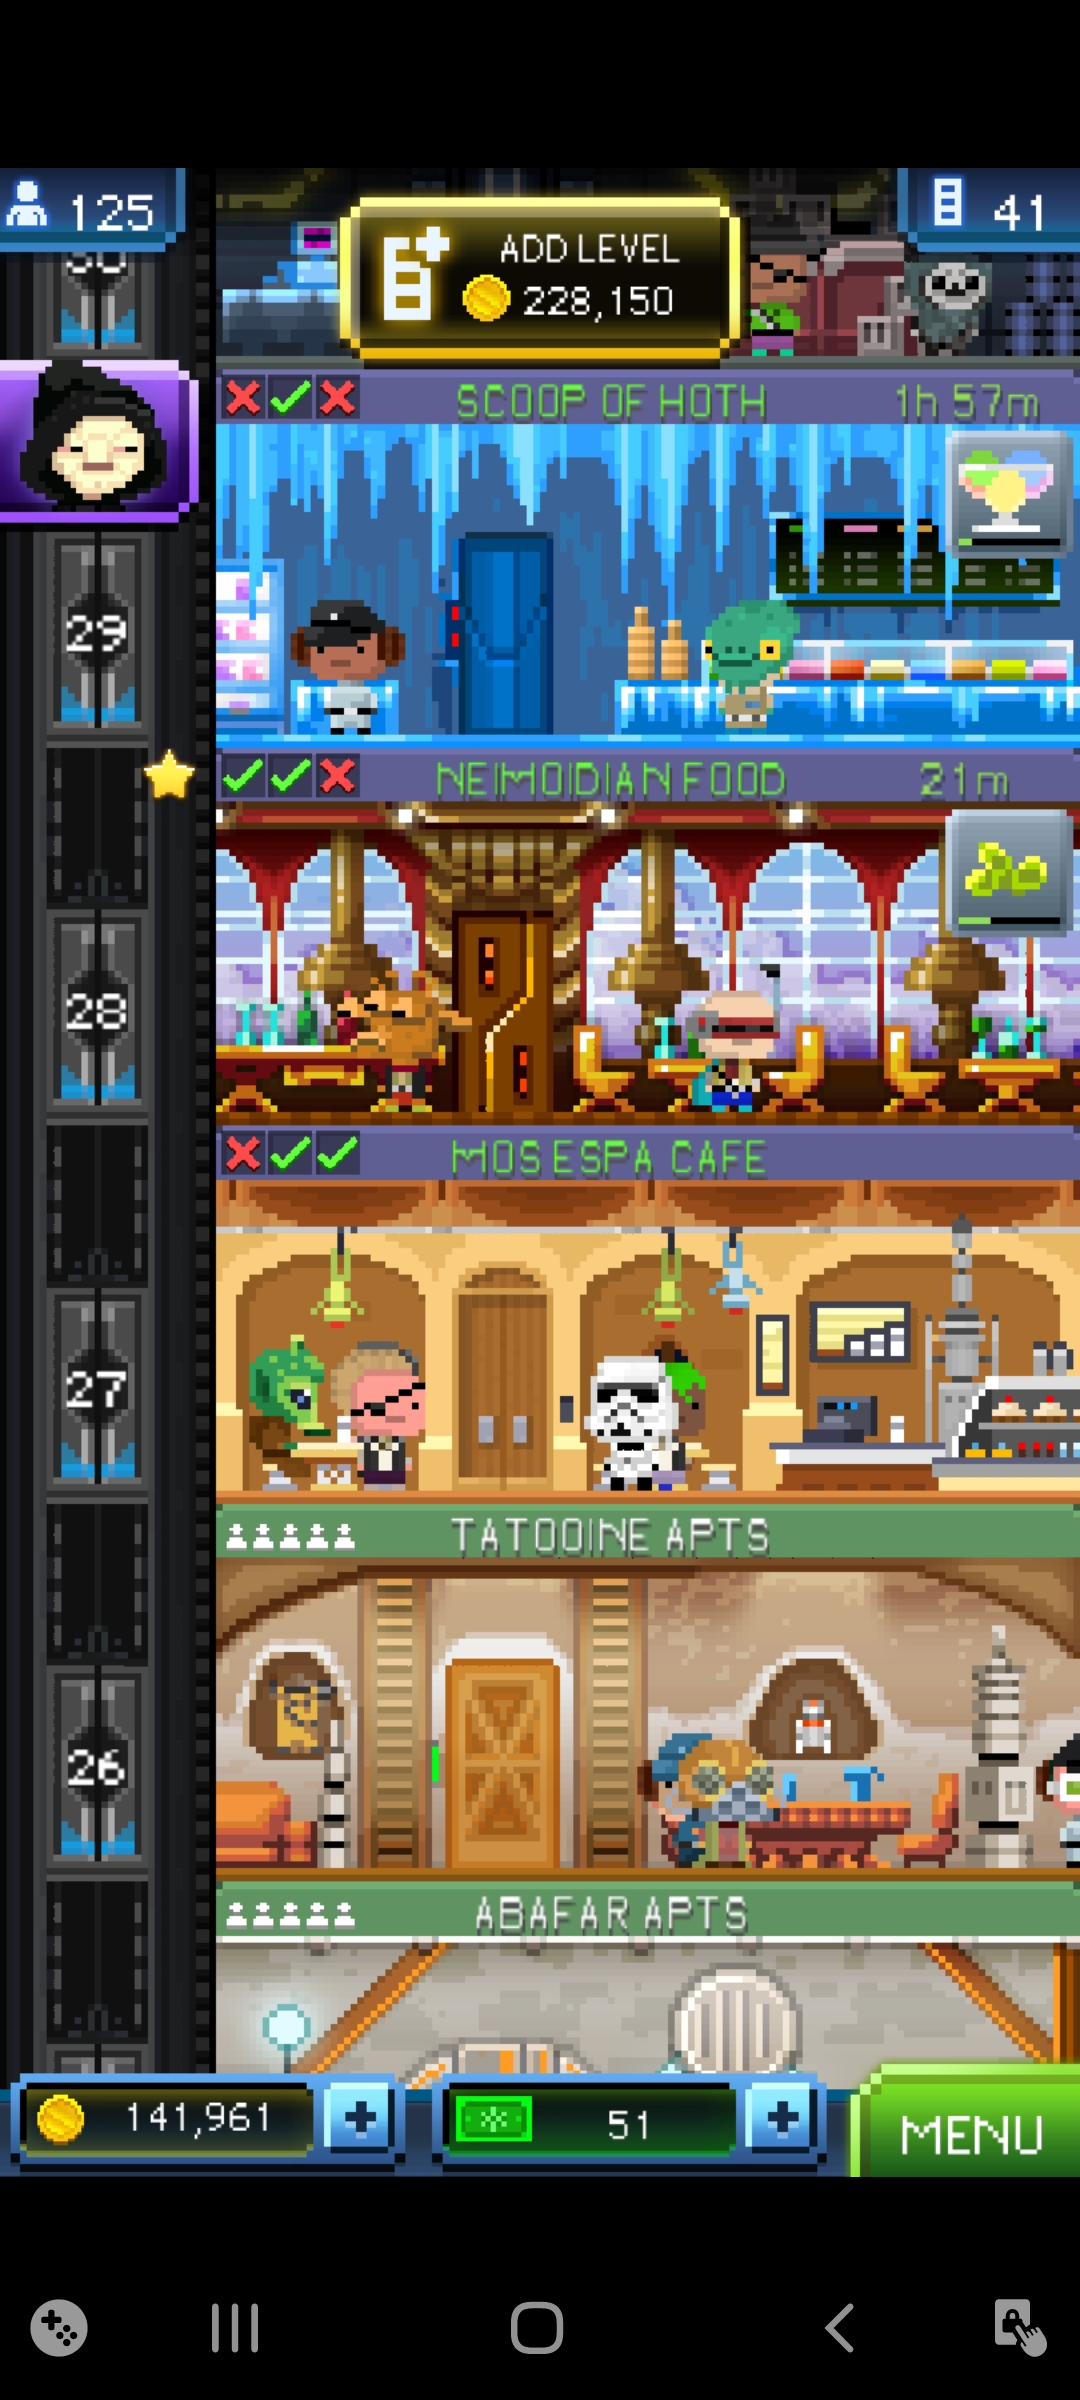 125
ADD LEVEL
228,150
41
30
SCOOP OF HOTH 1h 57m
29
NEIMOIDIAN FOOD 21m
28
MOS ESPA CAFE
27
TATOOINE APTS
26
ABAFAR APTS
141,961
51
MENU